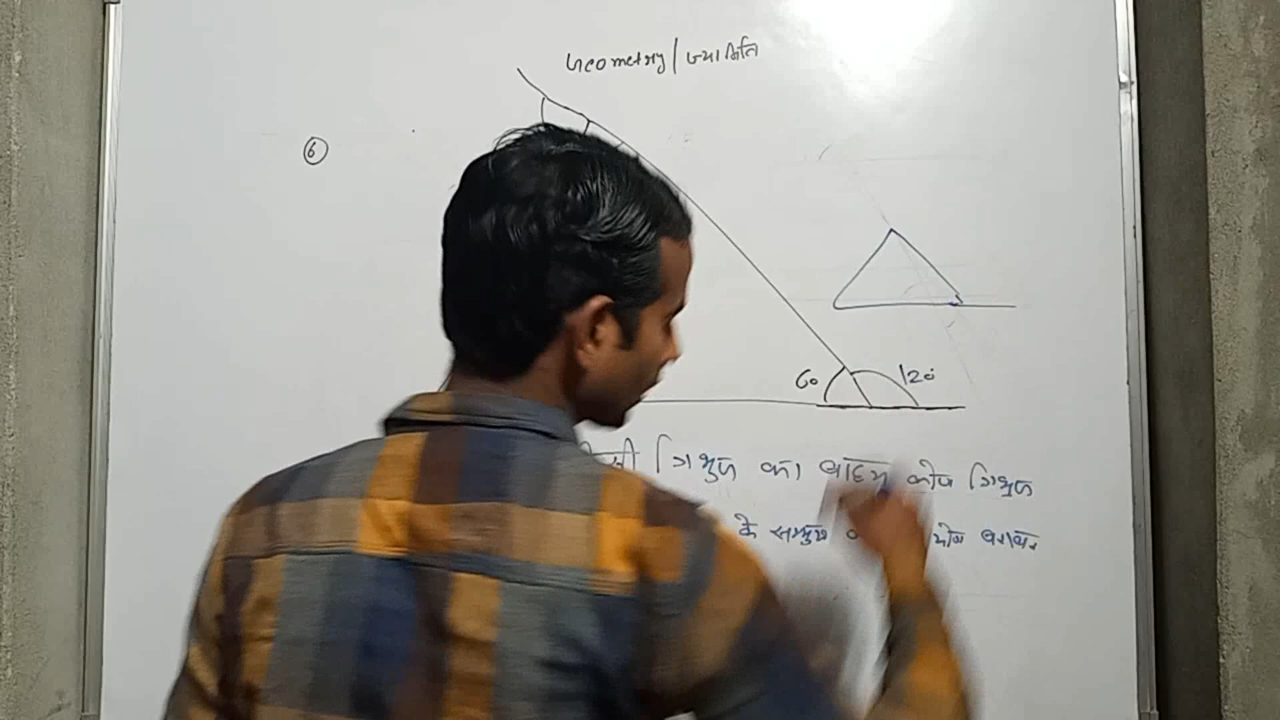 Geometry/ज्यामिति
6
60
120°
त्रिभुज का बाह्य कोण त्रिभुज
के सम्मुख
योग बराबर